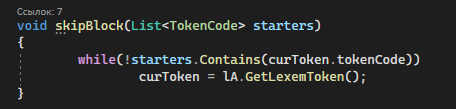 Ссылок: 7
void skipBlock(List<TokenCode> starters)
{
while(!starters.Contains(curToken.tokenCode))
curToken = lA.GetLexemToken();
}